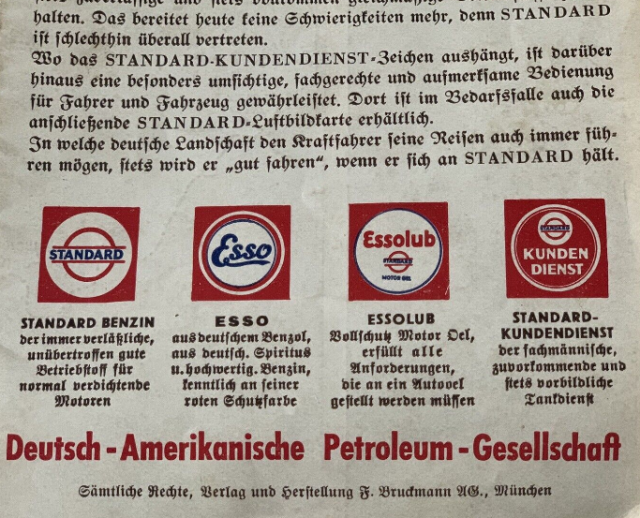 halten. Das bereitet heute keine Schwierigkeiten mehr, denn STANDARD
ist schlechthin überall vertreten.
Wo das STANDARD-KUNDENDIENST-Zeichen aushängt, ist darüber
hinaus eine besonders umsichtige, fachgerechte und aufmerksame Bedienung
für Fahrer und Fahrzeug gewährleistet. Dort ist im Bedarfsfalle auch die
anschließende STANDARD-Luftbildkarte erhältlich.
In welche deutsche Landschaft den Kraftfahrer seine Reisen auch immer füh-
ren mögen, stets wird er „gut fahren“, wenn er sich an STANDARD hält.
STANDARD
Esso
Essolub
STANDARD
MOTOR OEL
STANDARD
KUNDEN
DIENST
STANDARD BENZIN
der immer verläßliche,
unübertroffen gute
Betriebstoff für
normal verdichtende
Motoren
ESSO
aus deutschem Benzol,
aus deutsch. Spiritus
u. hochwertig. Benzin,
kenntlich an seiner
roten Schutzfarbe
ESSOLUB
Vollschutz Motor Oel,
erfüllt alle
Anforderungen,
die an ein Autooel
gestellt werden müssen
STANDARD-
KUNDENDIENST
der fachmännische,
zuvorkommende und
stets vorbildliche
Tankdienst
Deutsch-Amerikanische Petroleum-Gesellschaft
Sämtliche Rechte, Verlag und Herstellung F. Bruckmann AG., München